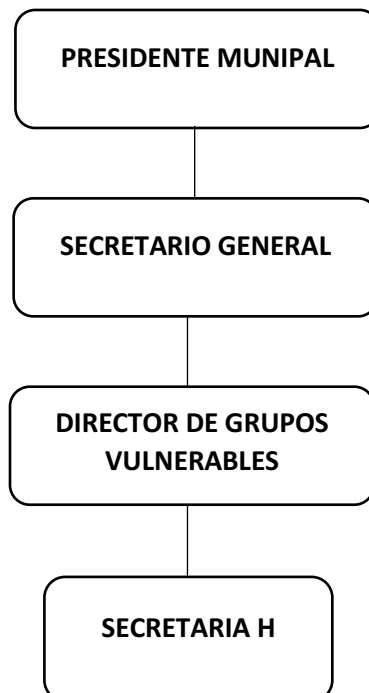 PRESIDENTE MUNIPAL
SECRETARIO GENERAL
DIRECTOR DE GRUPOS
VULNERABLES
SECRETARIA H